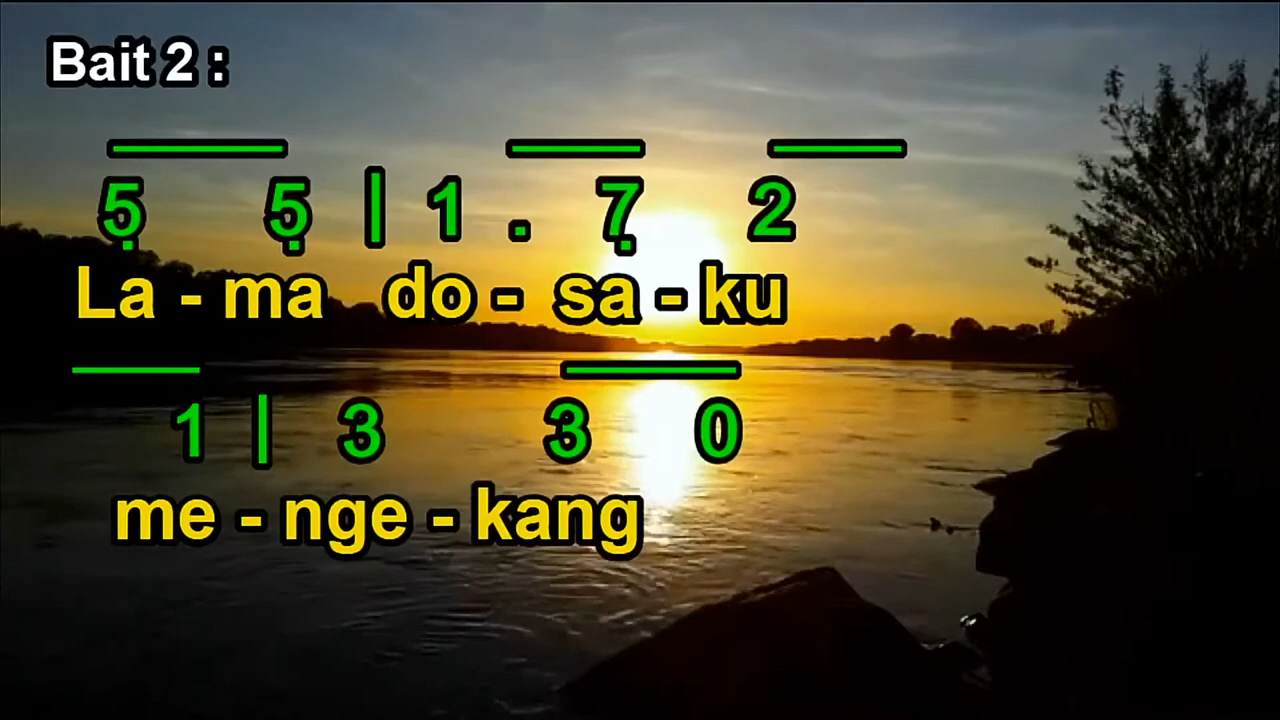 Bait 2 :
5̣ 5̣ | 1 . 7̣ 2
La - ma do - sa - ku
1 | 3 3 0
me - nge - kang